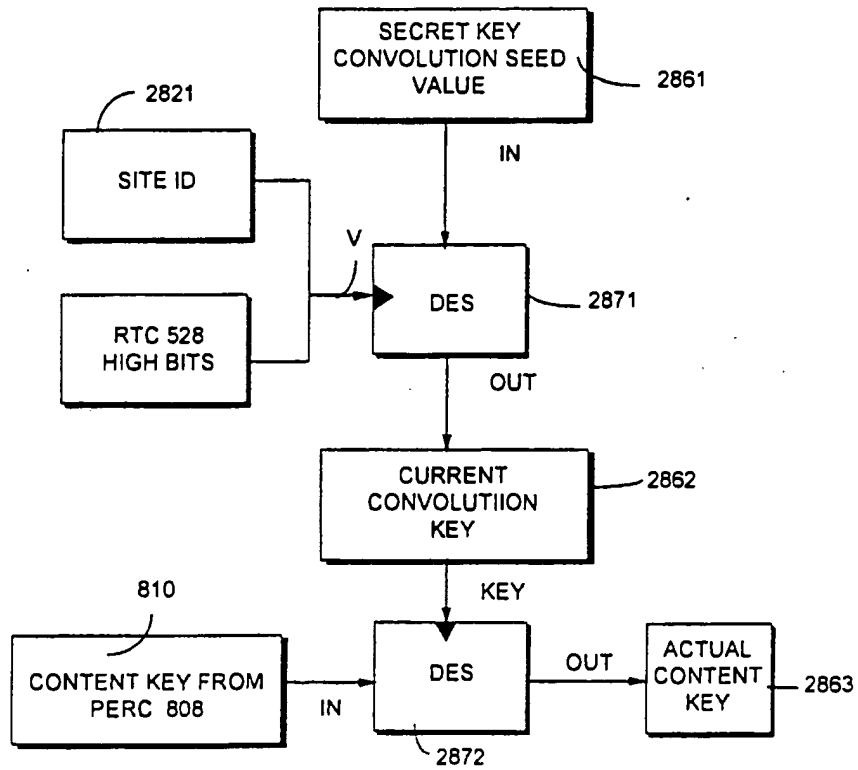 SECRET KEY
CONVOLUTION SEED
VALUE
2861
2821
IN
SITE ID
V
DES
2871
RTC 528
HIGH BITS
OUT
CURRENT
CONVOLUTIION
KEY
2862
KEY
810
CONTENT KEY FROM
PERC 808
IN
DES
OUT
ACTUAL
CONTENT
KEY
2863
2872